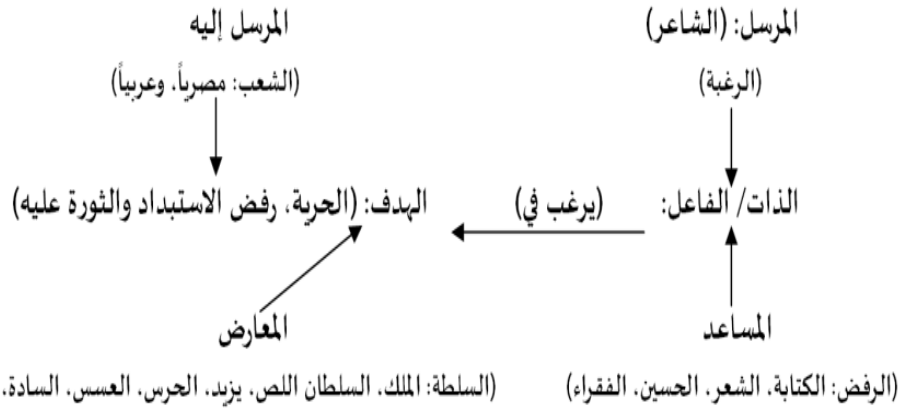 المرسل: (الشاعر) المرسل إليه
(الرغبة) (الشعب: مصرياً، وعربياً)
الذات/ الفاعل: (يرغب في) الهدف: (الحرية، رفض الاستبداد والثورة عليه)
المساعد المعارض
(الرفض: الكتابة، الشعر، الحسين، الفقراء) (السلطة: الملك، السلطان اللص، يزيد، الحرس، العسس، السادة،